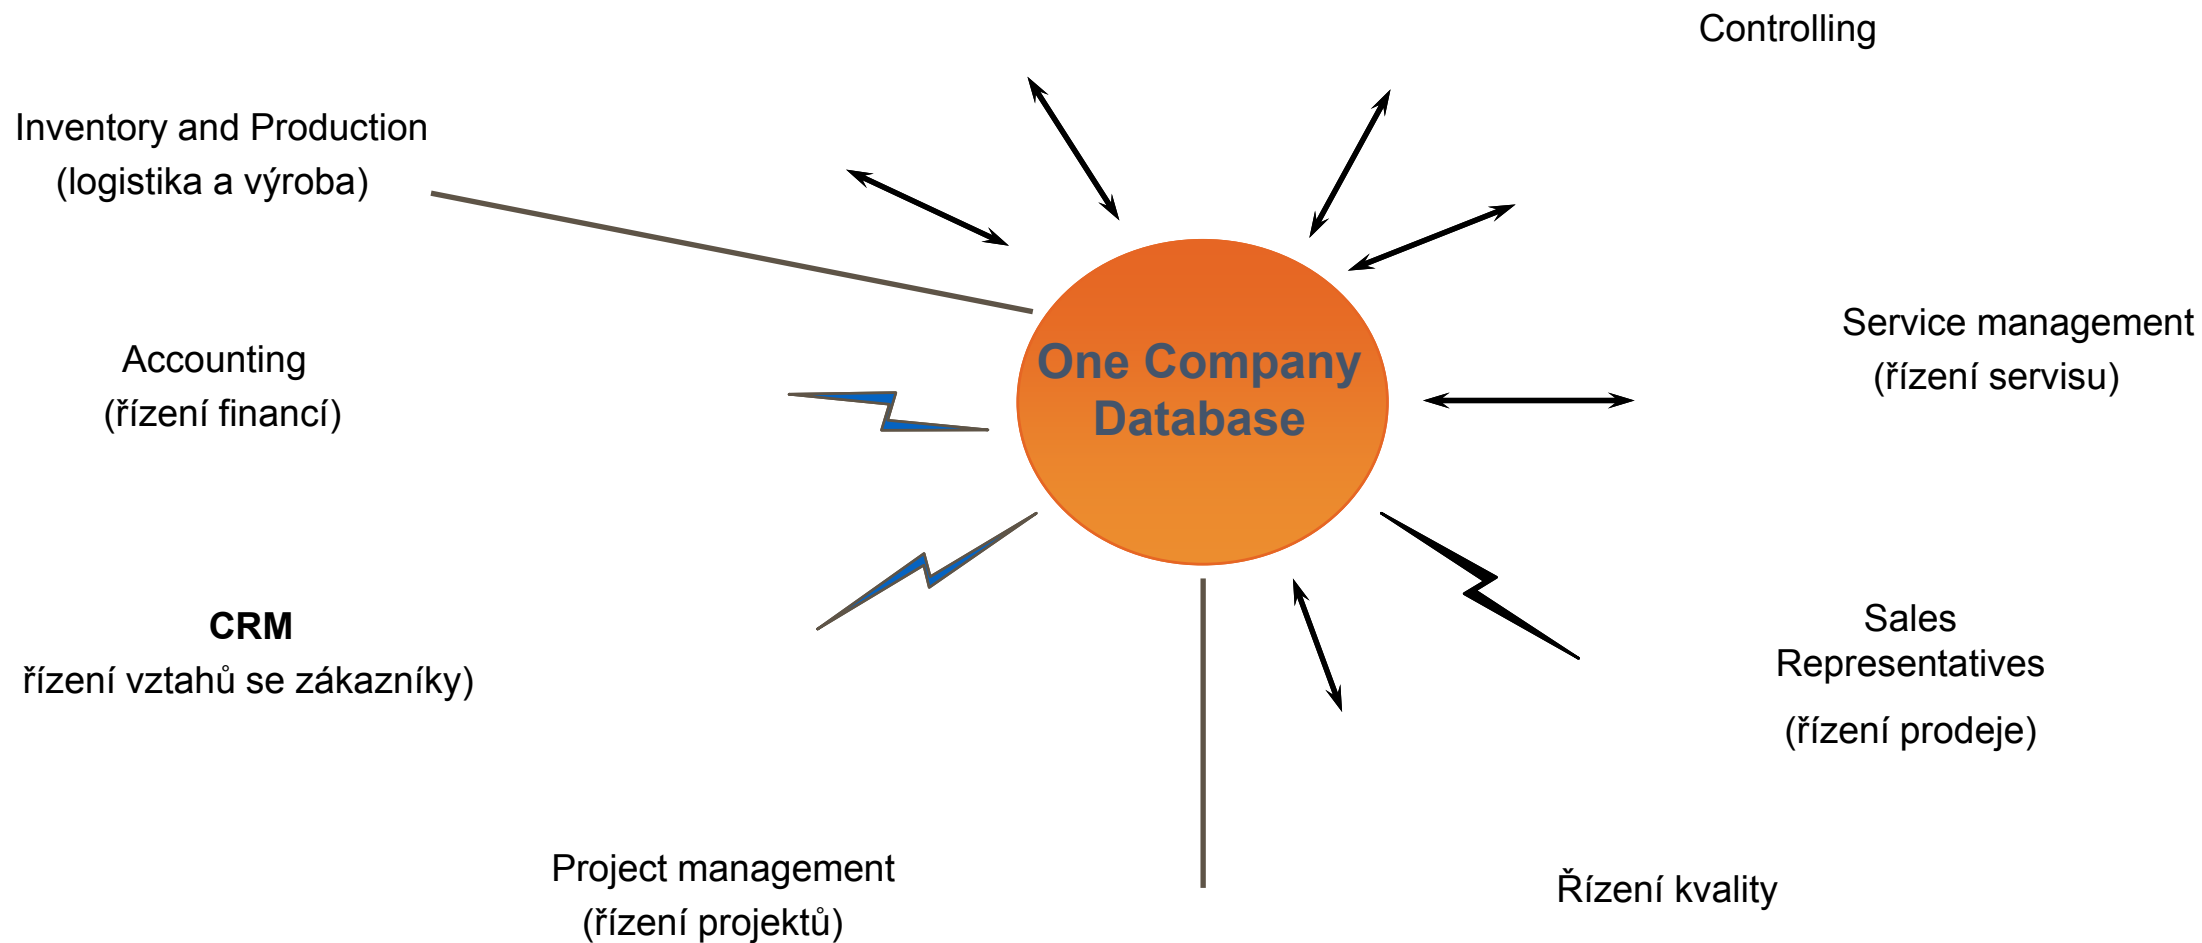 Controlling
Inventory and Production
(logistika a výroba)
One Company
Database
Service management
(řízení servisu)
Accounting
(řízení financí)
CRM
řízení vztahů se zákazníky)
Sales
Representatives
(řízení prodeje)
Project management
(řízení projektů)
Řízení kvality